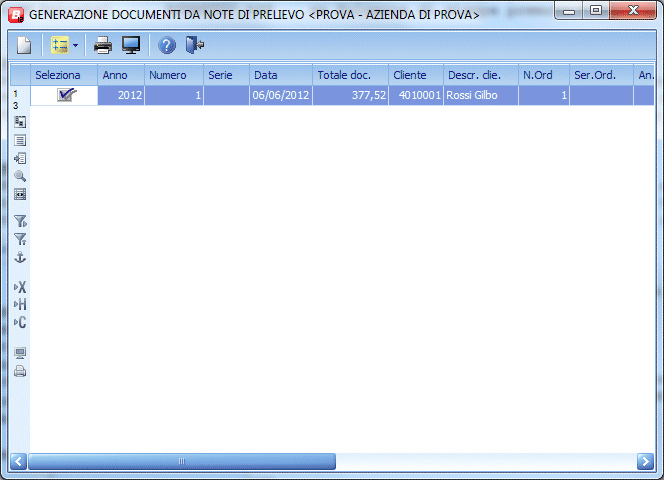 GENERAZIONE DOCUMENTI DA NOTE DI PRELIEVO <PROVA - AZIENDA DI PROVA>
Seleziona Anno Numero Serie Data Totale doc. Cliente Descr. clie. N.Ord Ser.Ord. An.
1 2012 1 06/06/2012 377,52 4010001 Rossi Gilbo 1
3
X
H
C